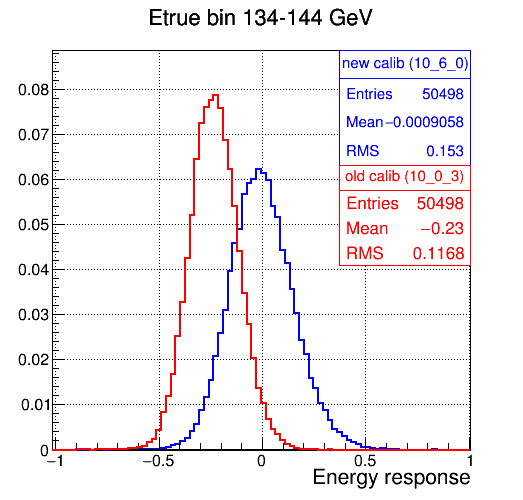 Etrue bin 134-144 GeV
new calib (10_6_0)
Entries 50498
Mean −0.0009058
RMS 0.153
old calib (10_0_3)
Entries 50498
Mean −0.23
RMS 0.1168
0.08
0.07
0.06
0.05
0.04
0.03
0.02
0.01
0
−1 −0.5 0 0.5 1
Energy response